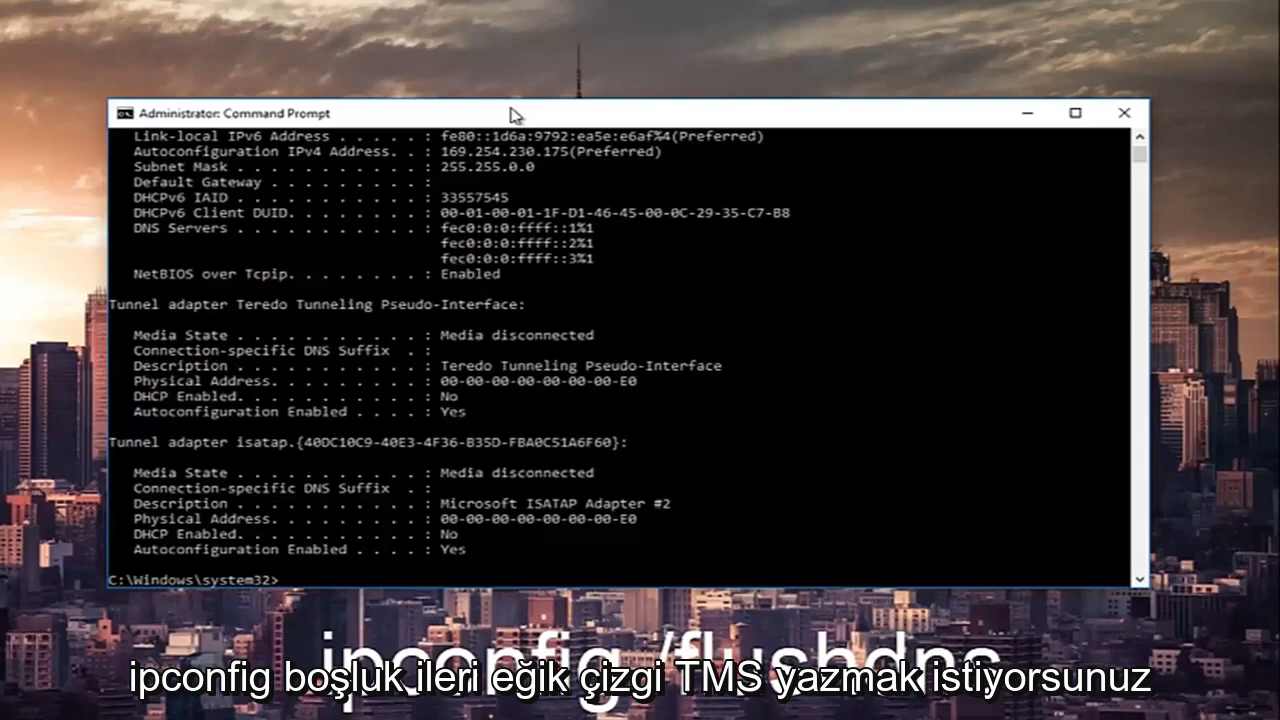 Administrator: Command Prompt
Link-local IPv6 Address . . . . . : fe80::1d6a:9792:ea5e:e6af%4(Preferred)
Autoconfiguration IPv4 Address. . : 169.254.230.175(Preferred)
Subnet Mask . . . . . . . . . . . : 255.255.0.0
Default Gateway . . . . . . . . . :
DHCPv6 IAID . . . . . . . . . . . : 33557545
DHCPv6 Client DUID. . . . . . . . : 00-01-00-01-1F-D1-46-45-00-0C-29-35-C7-B8
DNS Servers . . . . . . . . . . . : fec0:0:0:ffff::1%1
fec0:0:0:ffff::2%1
fec0:0:0:ffff::3%1
NetBIOS over Tcpip. . . . . . . . : Enabled
Tunnel adapter Teredo Tunneling Pseudo-Interface:
Media State . . . . . . . . . . . : Media disconnected
Connection-specific DNS Suffix  . :
Description . . . . . . . . . . . : Teredo Tunneling Pseudo-Interface
Physical Address. . . . . . . . . : 00-00-00-00-00-00-00-E0
DHCP Enabled. . . . . . . . . . . : No
Autoconfiguration Enabled . . . . : Yes
Tunnel adapter isatap.{40DC10C9-40E3-4F36-B35D-FBA0C51A6F60}:
Media State . . . . . . . . . . . : Media disconnected
Connection-specific DNS Suffix  . :
Description . . . . . . . . . . . : Microsoft ISATAP Adapter #2
Physical Address. . . . . . . . . : 00-00-00-00-00-00-00-E0
DHCP Enabled. . . . . . . . . . . : No
Autoconfiguration Enabled . . . . : Yes
C:\Windows\system32>
ipconfig /flushdns
ipconfig boşluk ileri eğik çizgi TMS yazmak istiyorsunuz